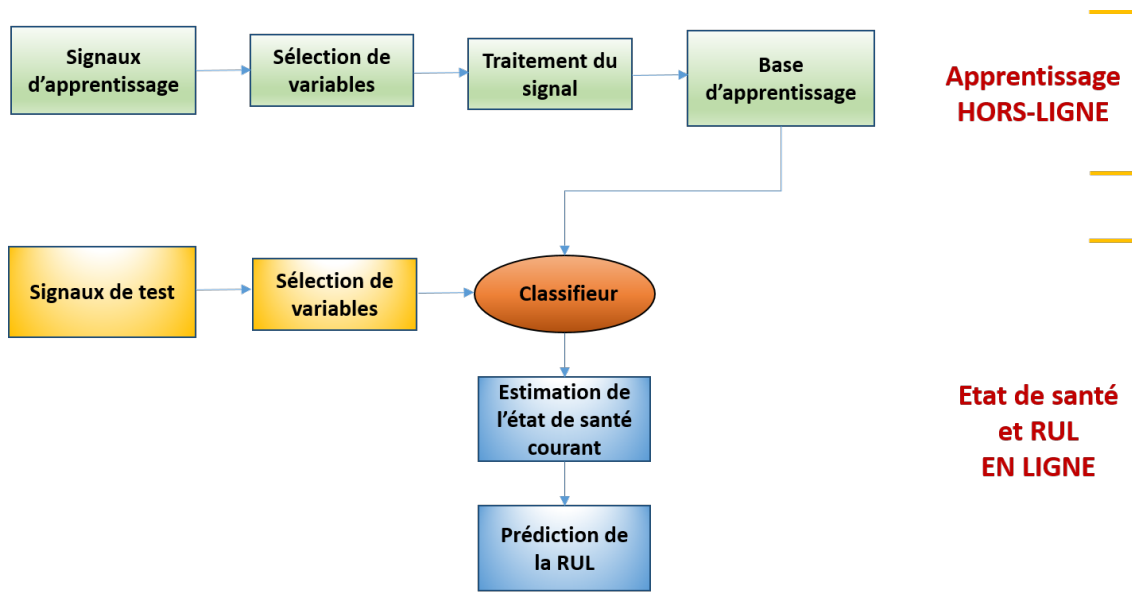 Signaux
d’apprentissage
Sélection de
variables
Traitement du
signal
Base
d’apprentissage
Apprentissage
HORS-LIGNE
Signaux de test
Sélection de
variables
Classifieur
Estimation de
l’état de santé
courant
Etat de santé
et RUL
EN LIGNE
Prédiction de
la RUL